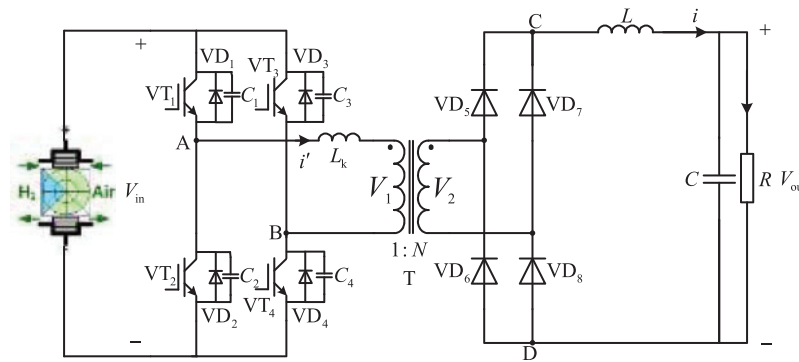 C
L
i
+
+
VD₁
VT₃
VD₃
VT₁
C₁
C₃
VD₅
VD₇
A
i'
Lₖ
+
H₂
Air
Vᵢₙ
V₁
V₂
C
R
Vₒᵤ
B
1:N
T
VT₂
C₂
C₄
VD₆
VD₈
VT₄
VD₂
VD₄
−
D
−